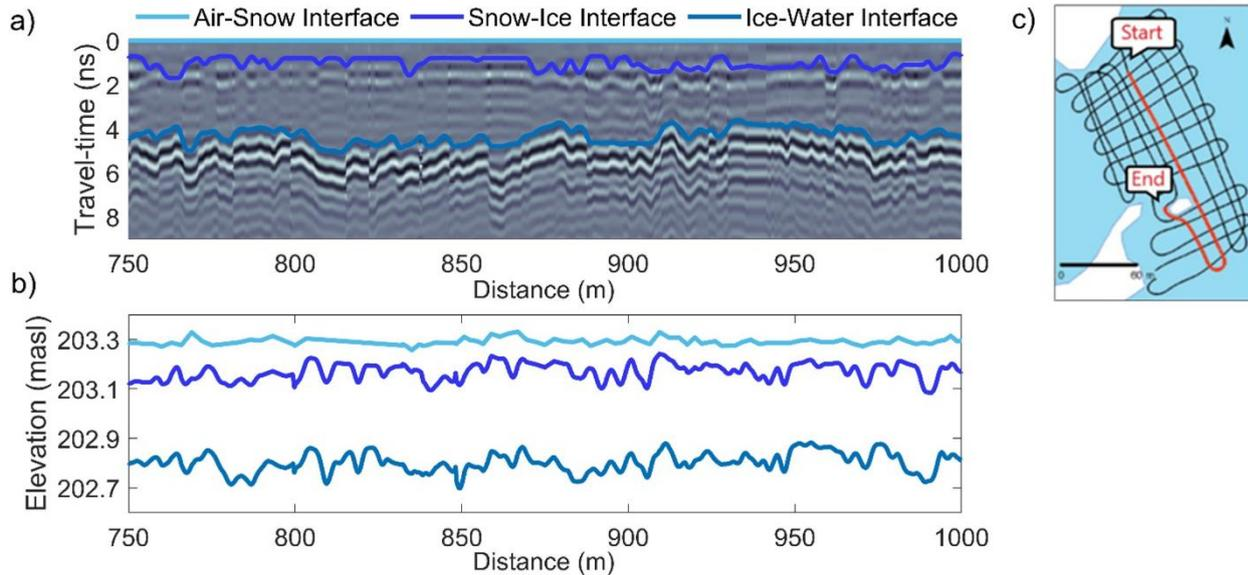 a)
Air-Snow Interface Snow-Ice Interface Ice-Water Interface
0
2
4
6
8
Travel-time (ns)
750 800 850 900 950 1000
Distance (m)
b)
203.3
203.1
202.9
202.7
Elevation (masl)
750 800 850 900 950 1000
Distance (m)
c)
Start
N
End
0 60 m